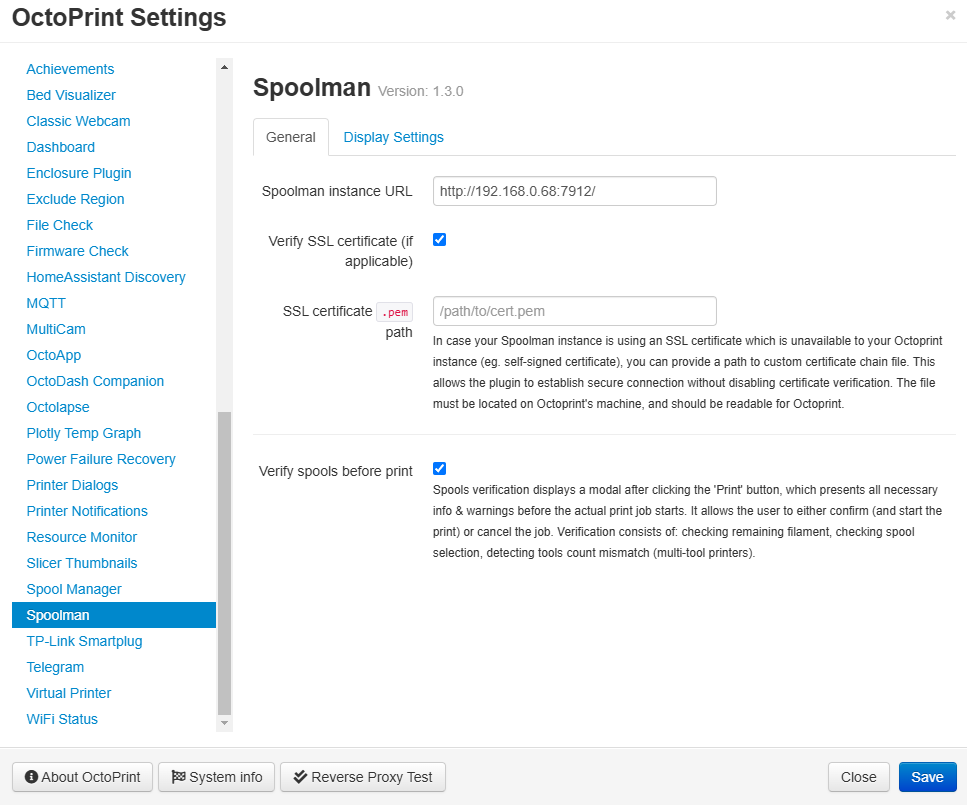 OctoPrint Settings
×
Achievements
Bed Visualizer
Classic Webcam
Dashboard
Enclosure Plugin
Exclude Region
File Check
Firmware Check
HomeAssistant Discovery
MQTT
MultiCam
OctoApp
OctoDash Companion
Octolapse
Plotly Temp Graph
Power Failure Recovery
Printer Dialogs
Printer Notifications
Resource Monitor
Slicer Thumbnails
Spool Manager
Spoolman
TP-Link Smartplug
Telegram
Virtual Printer
WiFi Status
Spoolman Version: 1.3.0
General Display Settings
Spoolman instance URL http://192.168.0.68:7912/
Verify SSL certificate (if
applicable)
SSL certificate .pem
path
/path/to/cert.pem
In case your Spoolman instance is using an SSL certificate which is unavailable to your Octoprint
instance (eg. self-signed certificate), you can provide a path to custom certificate chain file. This
allows the plugin to establish secure connection without disabling certificate verification. The file
must be located on Octoprint's machine, and should be readable for Octoprint.
Verify spools before print
Spools verification displays a modal after clicking the 'Print' button, which presents all necessary
info & warnings before the actual print job starts. It allows the user to either confirm (and start the
print) or cancel the job. Verification consists of: checking remaining filament, checking spool
selection, detecting tools count mismatch (multi-tool printers).
About OctoPrint System info Reverse Proxy Test Close Save